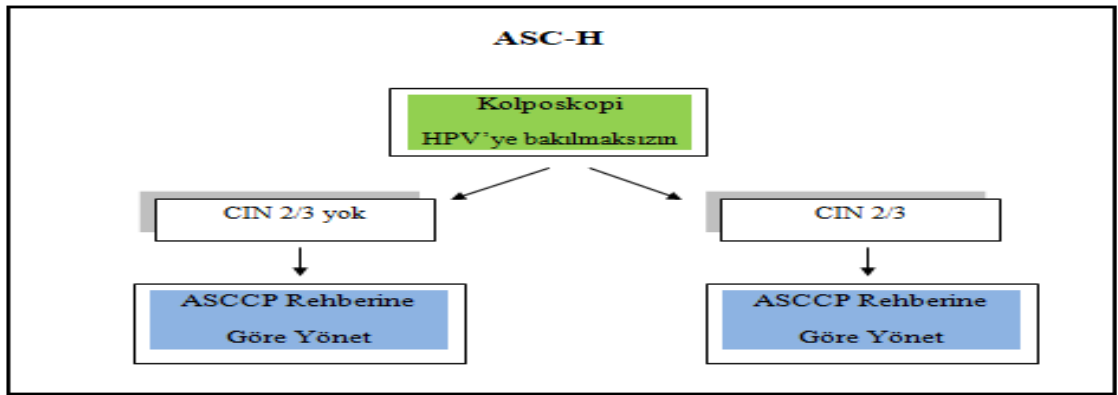 ASC-H
Kolposkopi
HPV'ye bakılmaksızın
CIN 2/3 yok
CIN 2/3
ASCCP Rehberine
Göre Yönet
ASCCP Rehberine
Göre Yönet